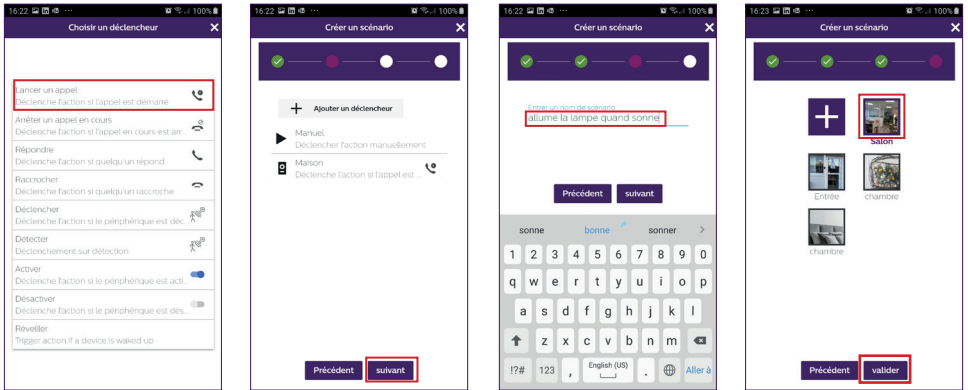 16:22 ... 100%
Choisir un déclencheur ×
Lancer un appel
Déclenche l'action si l'appel est démarré
Arrêter un appel en cours
Déclenche l'action si l'appel en cours est arr...
Répondre
Déclenche l'action si quelqu'un répond
Raccrocher
Déclenche l'action si quelqu'un raccroche
Déclencher
Déclenche l'action si le périphérique est déc...
Détecter
Déclenchement sur détection
Activer
Déclenche l'action si le périphérique est acti...
Désactiver
Déclenche l'action si le périphérique est dés...
Réveiller
Trigger action if a device is waked up
16:22 ... 100%
Créer un scénario ×
+ Ajouter un déclencheur
Manuel
Déclencher l'action manuellement
Maison
Déclenche l'action si l'appel est ...
Précédent suivant
16:22 ... 100%
Créer un scénario ×
Entrer un nom de scénario
allume la lampe quand sonne
Précédent suivant
sonne bonne sonner >
1 2 3 4 5 6 7 8 9 0
q w e r t y u i o p
a s d f g h j k l
z x c v b n m
!?# 123 , English (US) . Aller à
16:23 ... 100%
Créer un scénario ×
Salon
Entrée chambre
chambre
Précédent valider